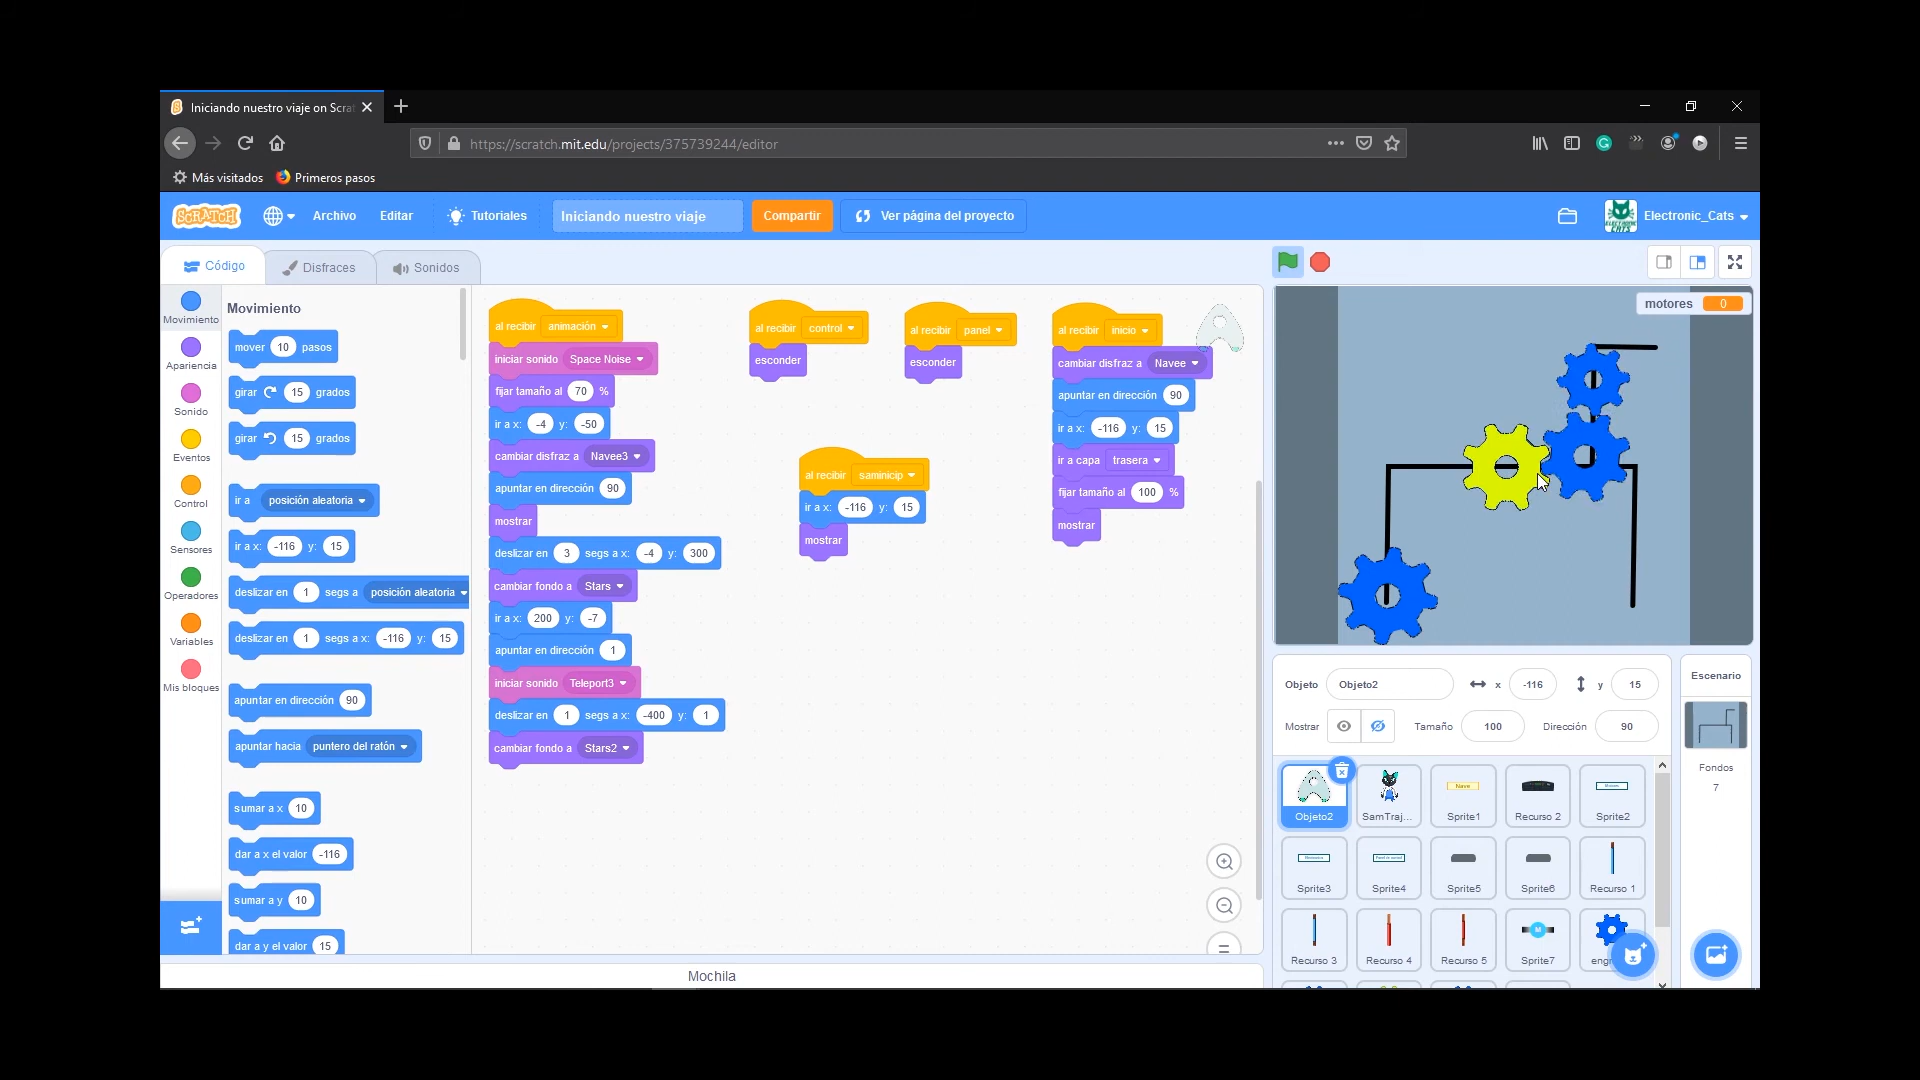 Iniciando nuestro viaje on Scra
https://scratch.mit.edu/projects/375739244/editor
Más visitados
Primeros pasos
SCRATCH
Archivo
Editar
Tutoriales
Iniciando nuestro viaje
Compartir
Ver página del proyecto
Electronic_Cats
Código
Disfraces
Sonidos
Movimiento
Apariencia
Sonido
Eventos
Control
Sensores
Operadores
Variables
Mis bloques
Movimiento
mover 10 pasos
girar 15 grados
girar 15 grados
ir a posición aleatoria
ir a x: -116 y: 15
deslizar en 1 segs a posición aleatoria
deslizar en 1 segs a x: -116 y: 15
apuntar en dirección 90
apuntar hacia puntero del ratón
sumar a x 10
dar a x el valor -116
sumar a y 10
dar a y el valor 15
al recibir animación
iniciar sonido Space Noise
fijar tamaño al 70 %
ir a x: -4 y: -50
cambiar disfraz a Navee3
apuntar en dirección 90
mostrar
deslizar en 3 segs a x: -4 y: 300
cambiar fondo a Stars
ir a x: 200 y: -7
apuntar en dirección 1
iniciar sonido Teleport3
deslizar en 1 segs a x: -400 y: 1
cambiar fondo a Stars2
al recibir control
esconder
al recibir panel
esconder
al recibir saminicip
ir a x: -116 y: 15
mostrar
al recibir inicio
cambiar disfraz a Navee
apuntar en dirección 90
ir a x: -116 y: 15
ir a capa trasera
fijar tamaño al 100 %
mostrar
Mochila
motores 0
Objeto Objeto2 x -116 y 15
Mostrar Tamaño 100 Dirección 90
Objeto2
SamTraj...
Sprite1
Nave
Recurso 2
Sprite2
Sprite3
Sprite4
Sprite5
Sprite6
Recurso 1
Recurso 3
Recurso 4
Recurso 5
Sprite7
M
engr
Escenario
Fondos
7